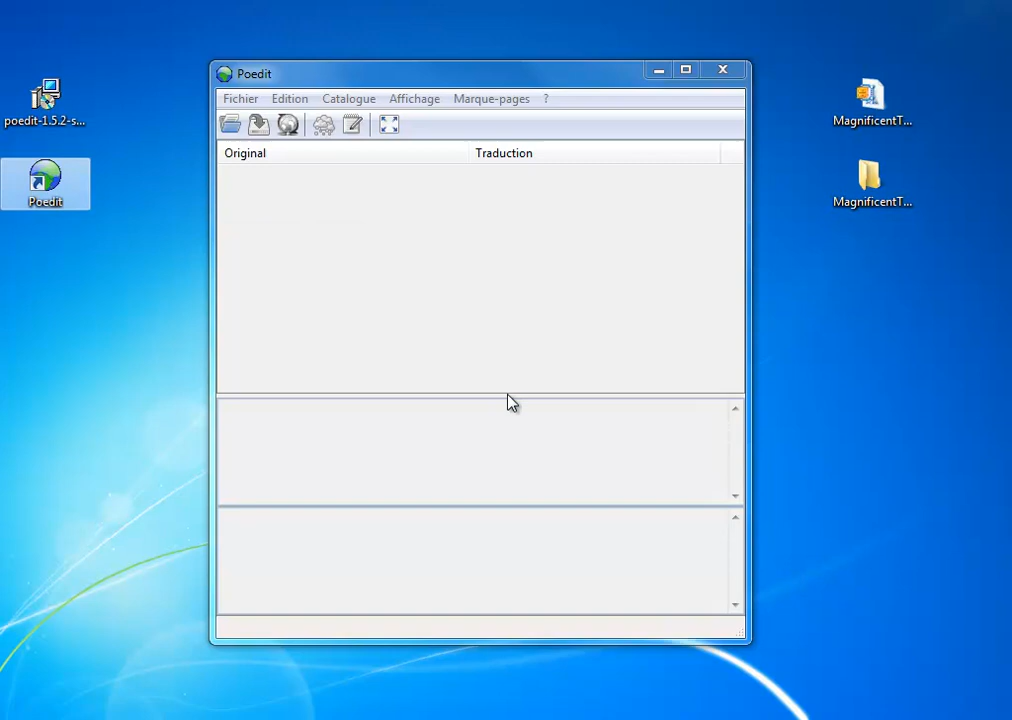 Poedit
Fichier Edition Catalogue Affichage Marque-pages ?
Original Traduction
poedit-1.5.2-s...
Poedit
MagnificentT...
MagnificentT...